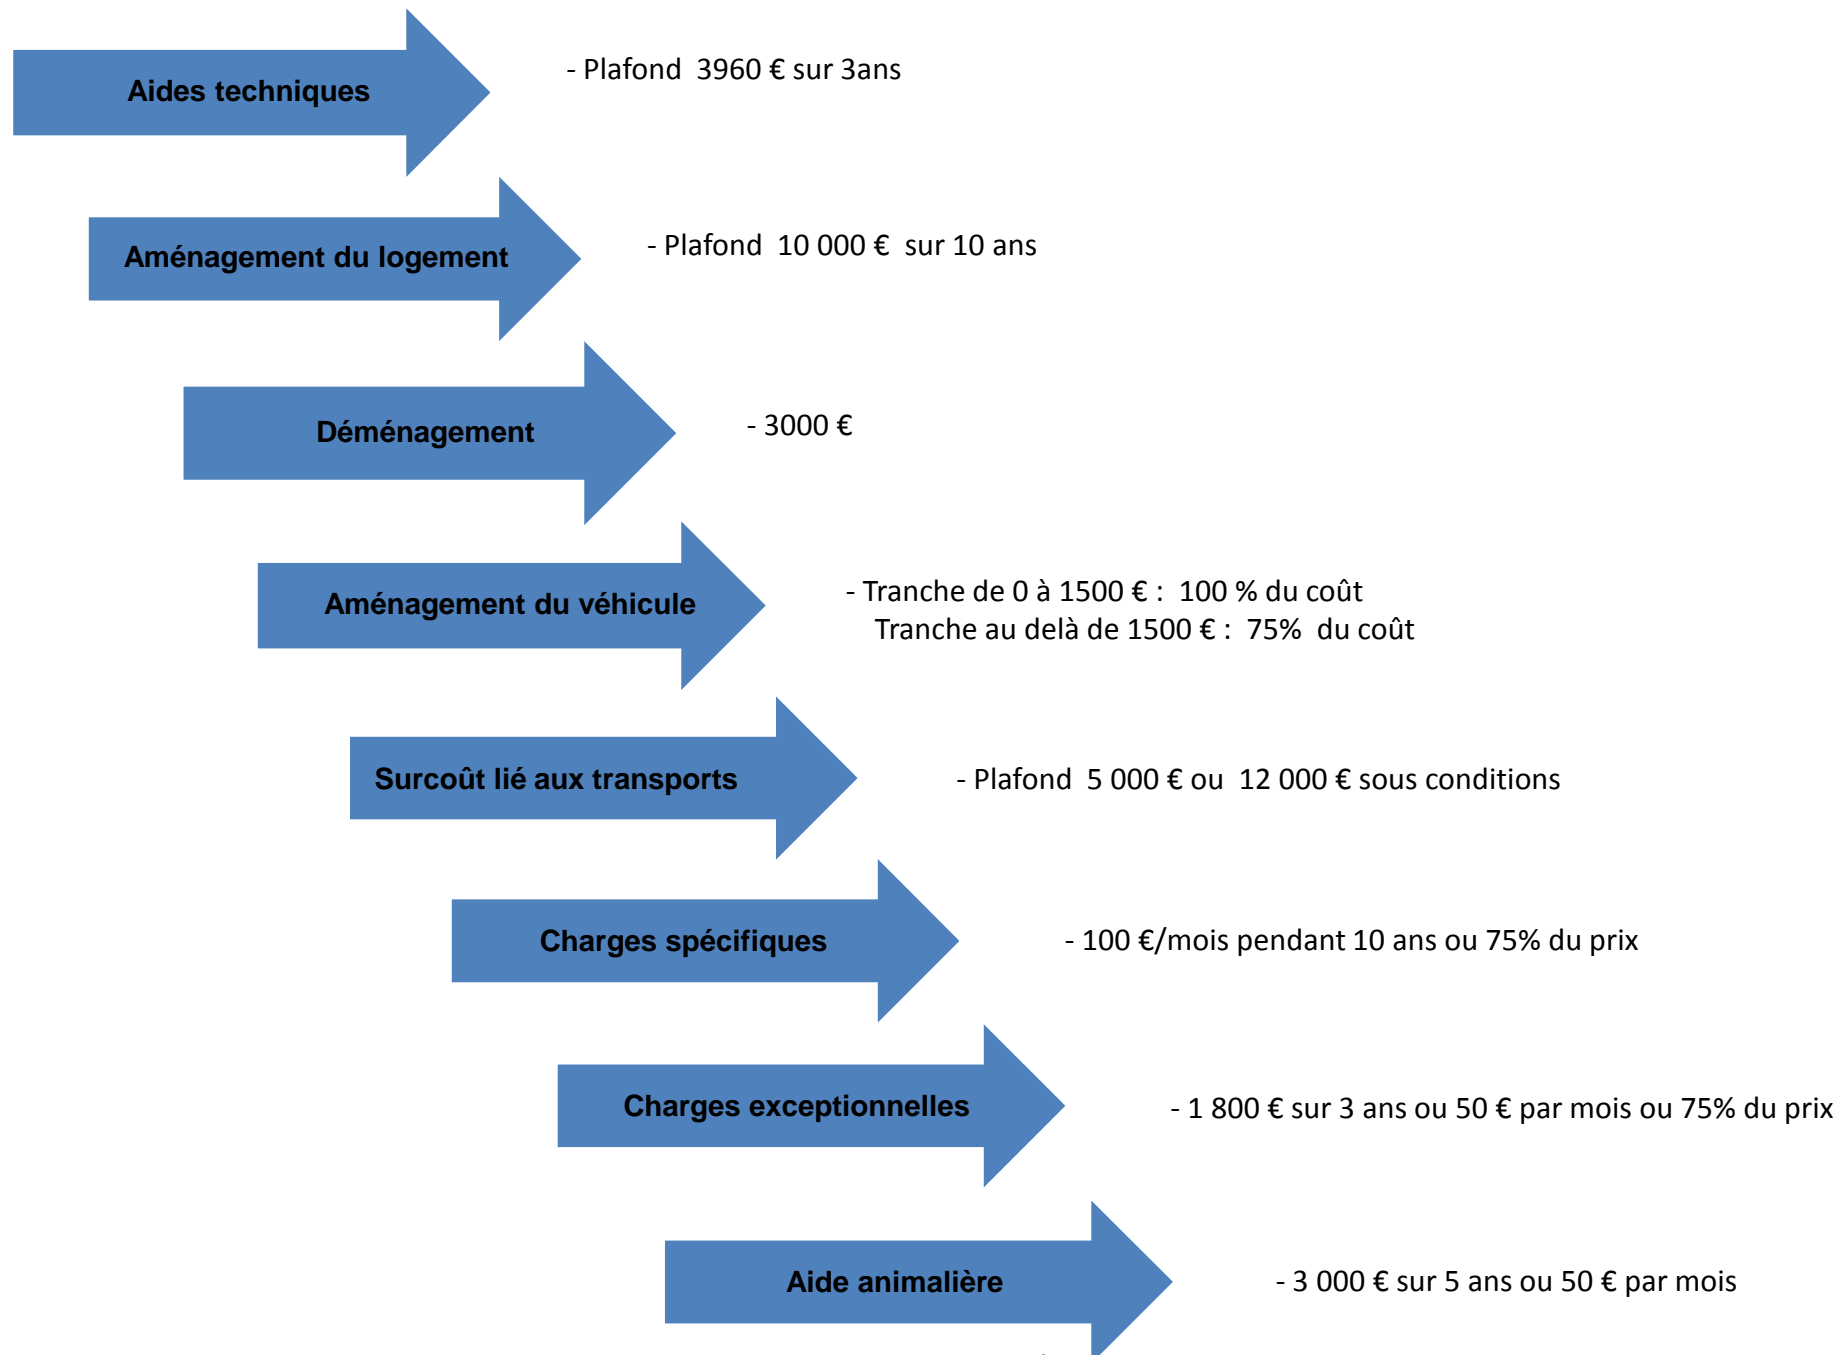 Aides techniques
- Plafond 3960 € sur 3ans
Aménagement du logement
- Plafond 10 000 € sur 10 ans
Déménagement
- 3000 €
Aménagement du véhicule
- Tranche de 0 à 1500 € : 100 % du coût
Tranche au delà de 1500 € : 75% du coût
Surcoût lié aux transports
- Plafond 5 000 € ou 12 000 € sous conditions
Charges spécifiques
- 100 €/mois pendant 10 ans ou 75% du prix
Charges exceptionnelles
- 1 800 € sur 3 ans ou 50 € par mois ou 75% du prix
Aide animalière
- 3 000 € sur 5 ans ou 50 € par mois